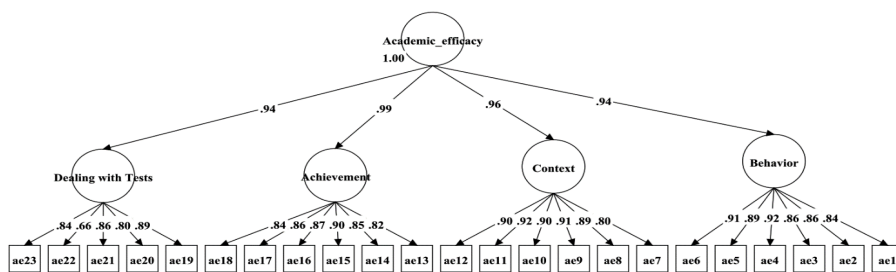 Academic_efficacy
1.00
.94 .99 .96 .94
Dealing with Tests Achievement Context Behavior
.84 .66 .86 .80 .89 .84 .86 .87 .90 .85 .82 .90 .92 .90 .91 .89 .80 .91 .89 .92 .86 .86 .84
ae23 ae22 ae21 ae20 ae19 ae18 ae17 ae16 ae15 ae14 ae13 ae12 ae11 ae10 ae9 ae8 ae7 ae6 ae5 ae4 ae3 ae2 ae1